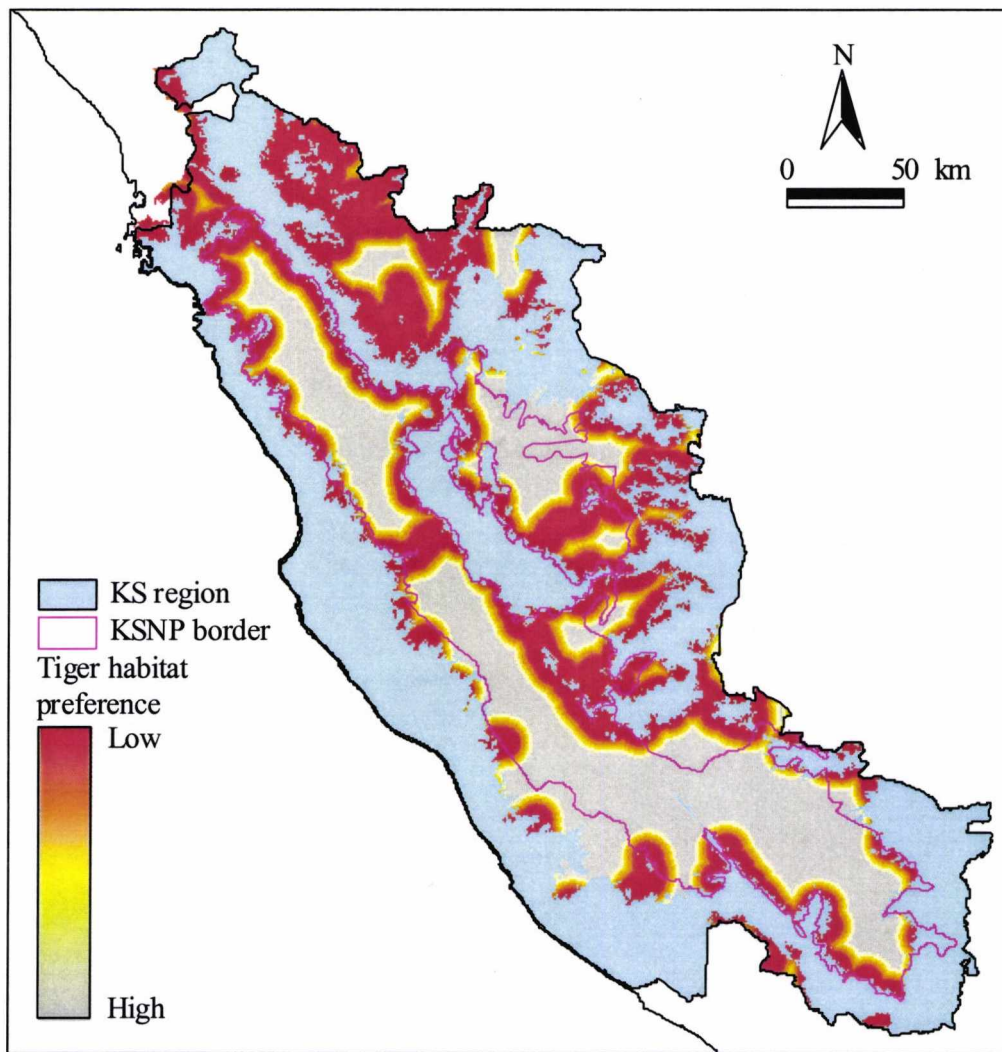 N
0 50 km
KS region
KSNP border
Tiger habitat
preference
Low
High